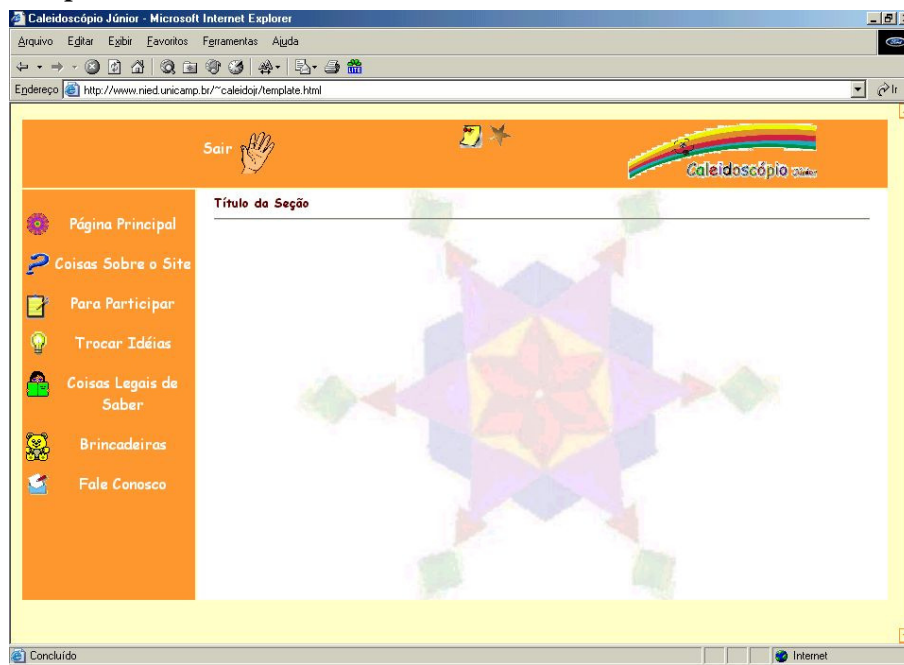 Caleidoscópio Júnior - Microsoft Internet Explorer
Arquivo Editar Exibir Favoritos Ferramentas Ajuda
Endereço http://www.nied.unicamp.br/~caleidojr/template.html Ir
Sair
Caleidoscópio Júnior
Título da Seção
Página Principal
Coisas Sobre o Site
Para Participar
Trocar Idéias
Coisas Legais de
Saber
Brincadeiras
Fale Conosco
Concluído Internet